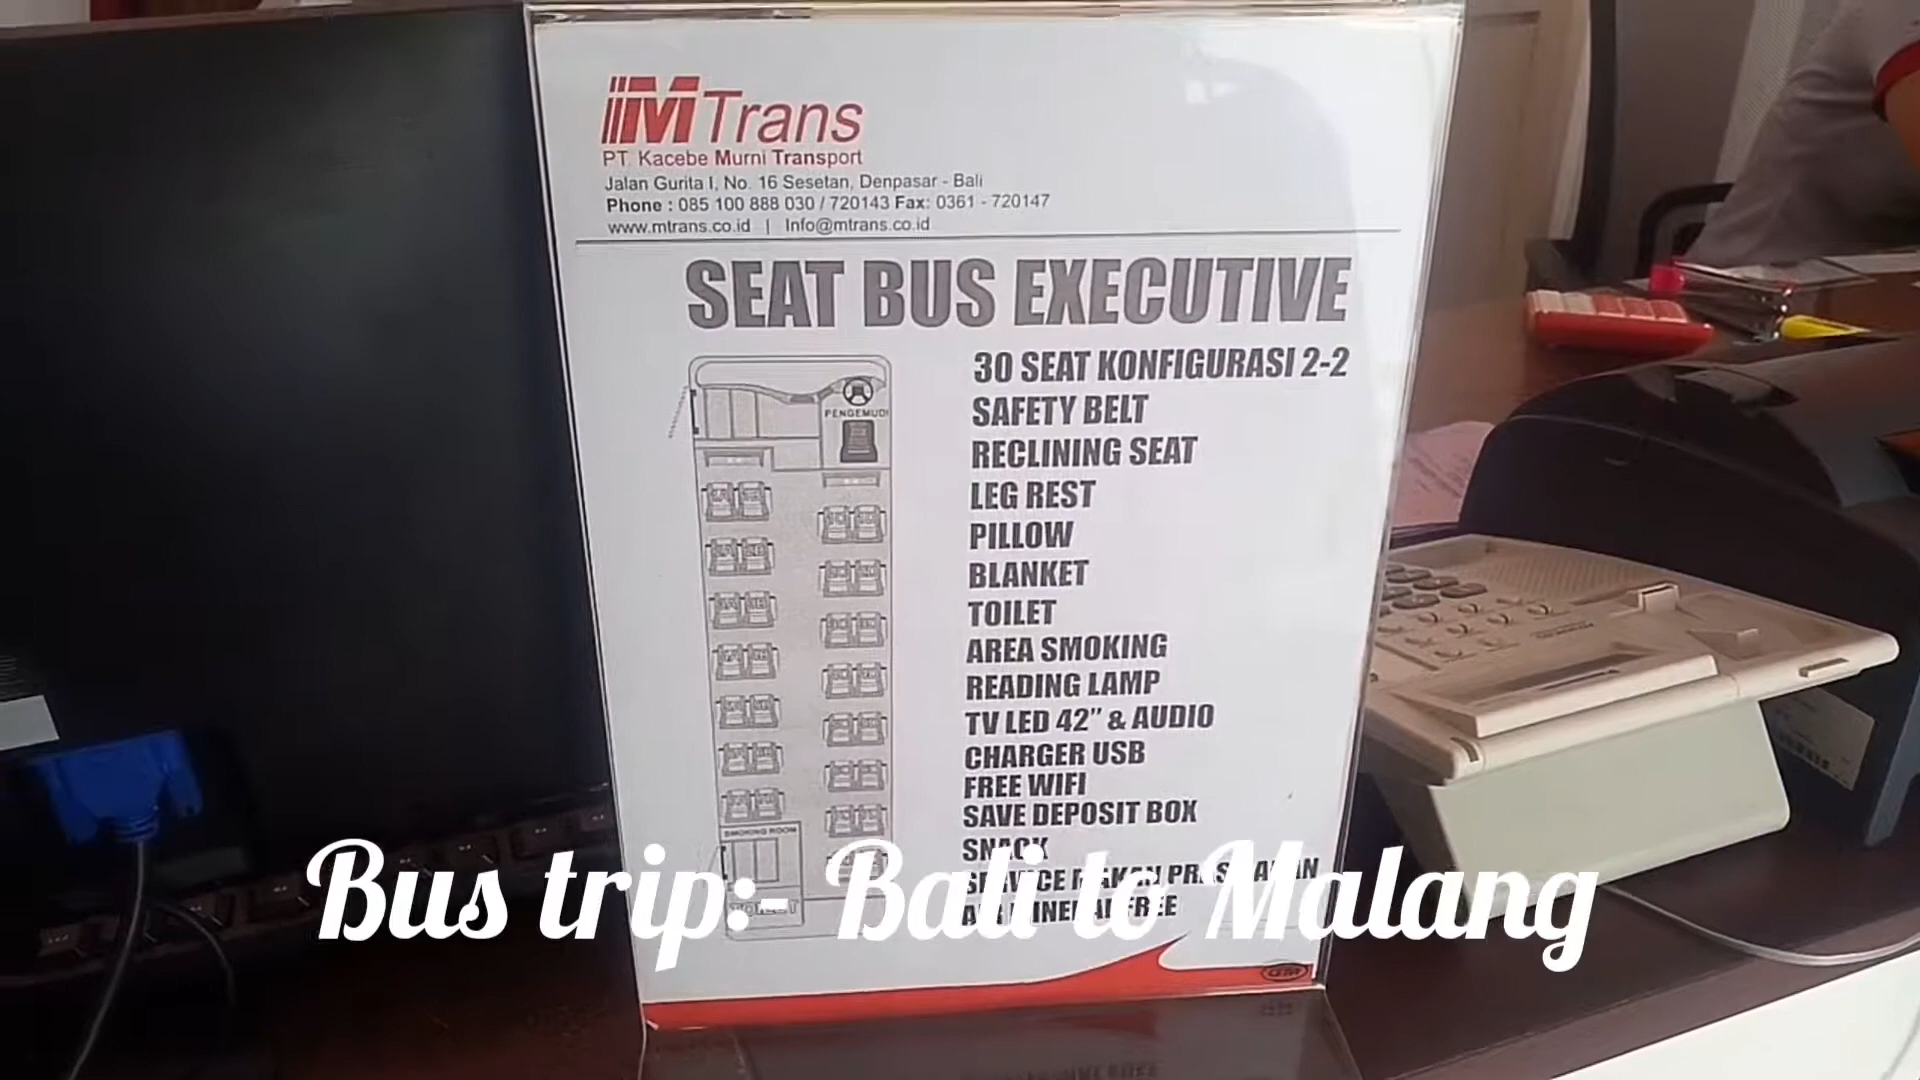 MTrans
PT. Kacebe Murni Transport
Jalan Gurita I, No. 16 Sesetan, Denpasar - Bali
Phone : 085 100 888 030 / 720143 Fax: 0361 - 720147
www.mtrans.co.id | Info@mtrans.co.id
SEAT BUS EXECUTIVE
PENGEMUDI
30 SEAT KONFIGURASI 2-2
SAFETY BELT
RECLINING SEAT
LEG REST
PILLOW
BLANKET
TOILET
AREA SMOKING
READING LAMP
TV LED 42" & AUDIO
CHARGER USB
FREE WIFI
SAVE DEPOSIT BOX
SNACK
SERVICE MAKAN
FREE
SMOKING ROOM
Bus trip:- Bali to Malang